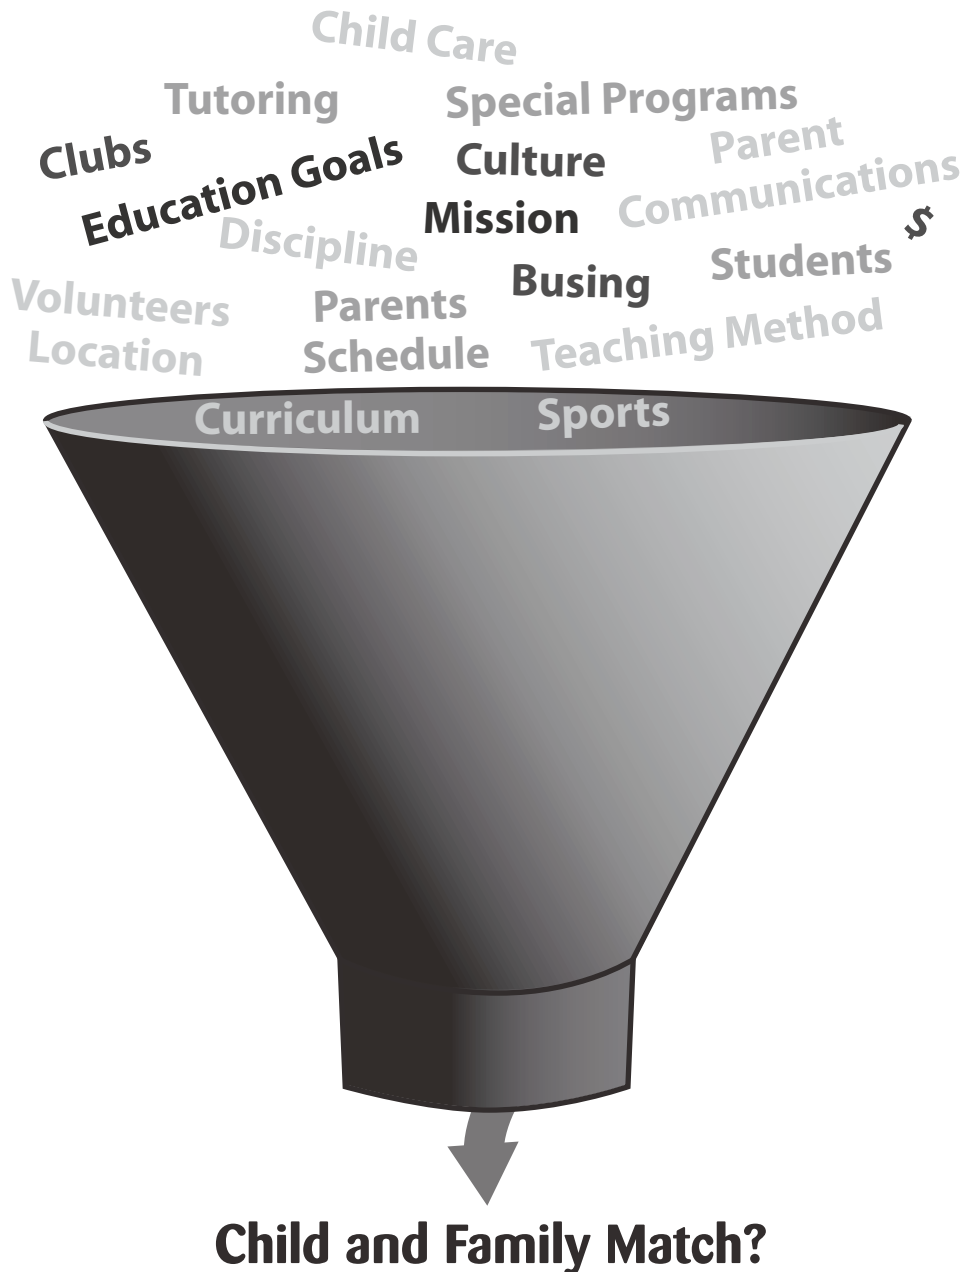 Child Care
Tutoring
Special Programs
Clubs
Education Goals
Culture
Parent
Communications
Mission
$
Discipline
Busing
Students
Volunteers
Parents
Teaching Method
Location
Schedule
Curriculum
Sports
Child and Family Match?